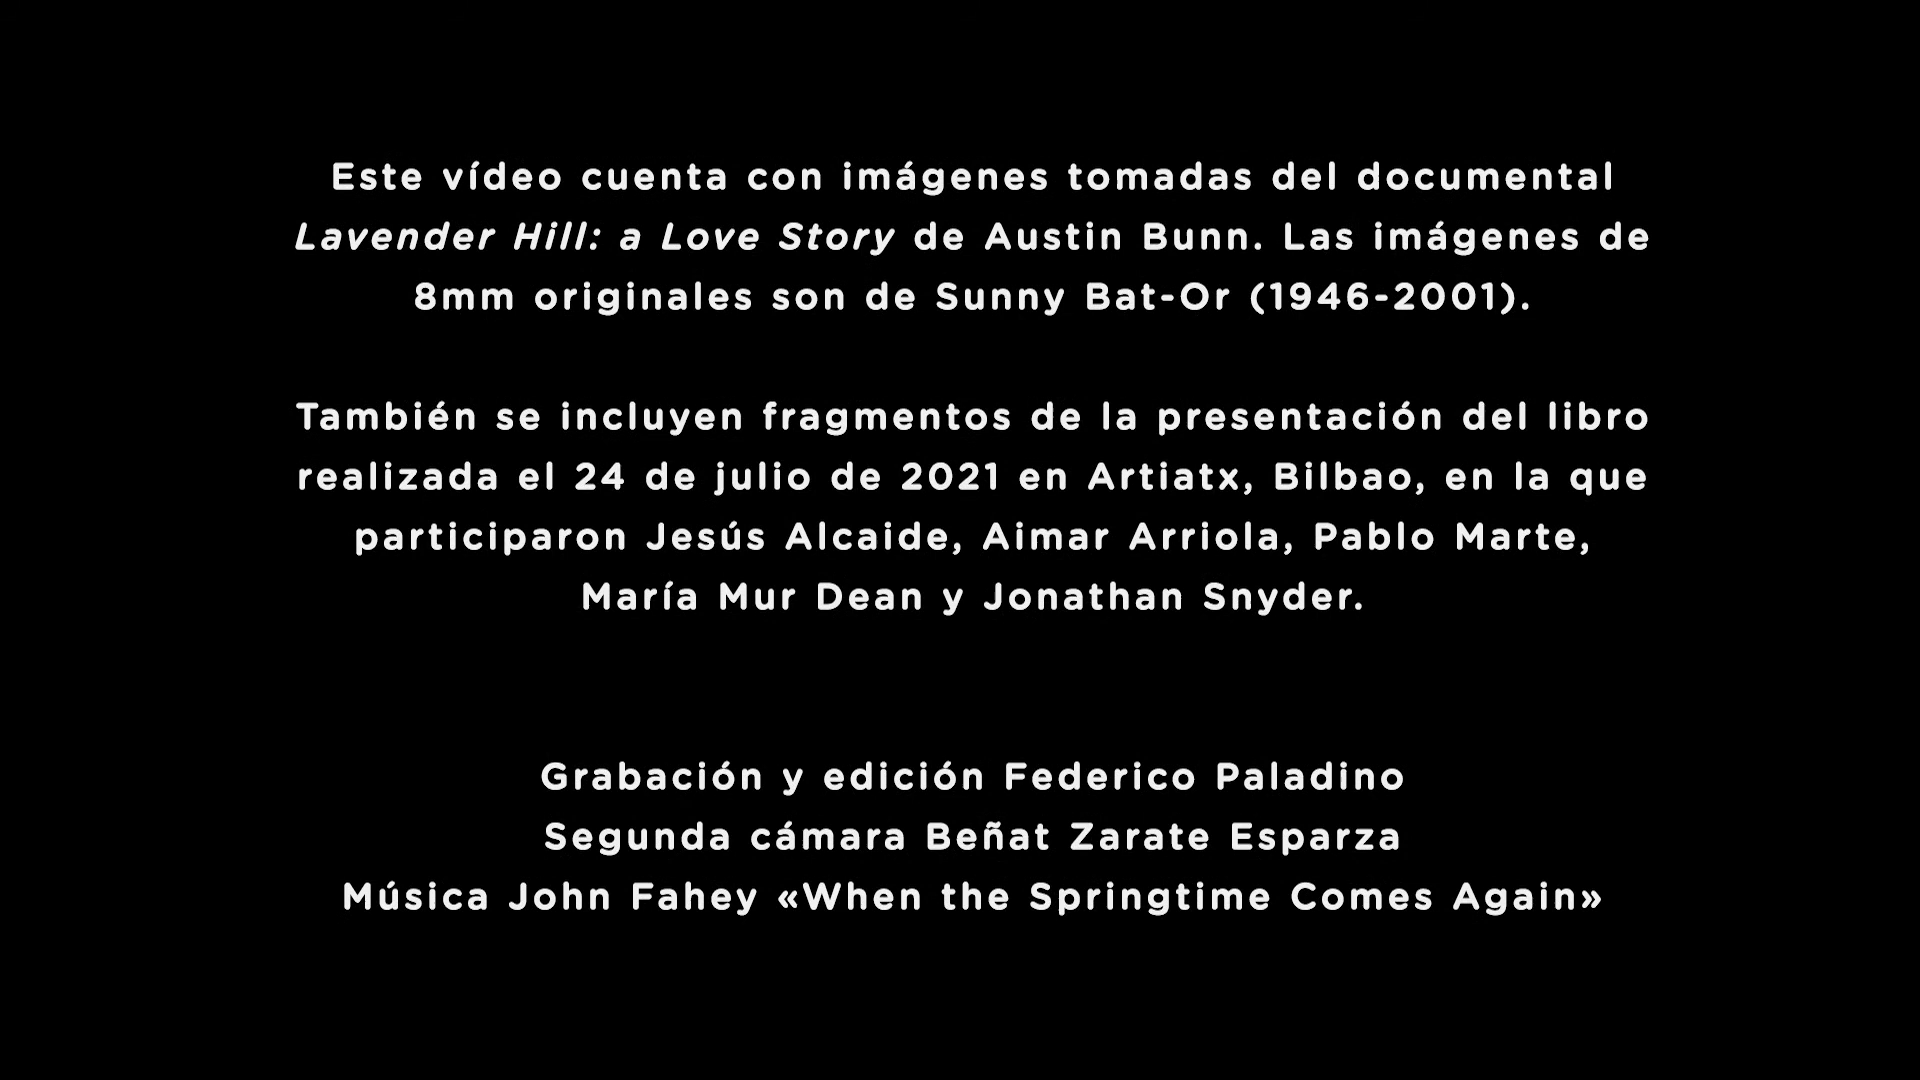 Este vídeo cuenta con imágenes tomadas del documental
Lavender Hill: a Love Story de Austin Bunn. Las imágenes de
8mm originales son de Sunny Bat-Or (1946-2001).
También se incluyen fragmentos de la presentación del libro
realizada el 24 de julio de 2021 en Artiatx, Bilbao, en la que
participaron Jesús Alcaide, Aimar Arriola, Pablo Marte,
María Mur Dean y Jonathan Snyder.
Grabación y edición Federico Paladino
Segunda cámara Beñat Zarate Esparza
Música John Fahey «When the Springtime Comes Again»